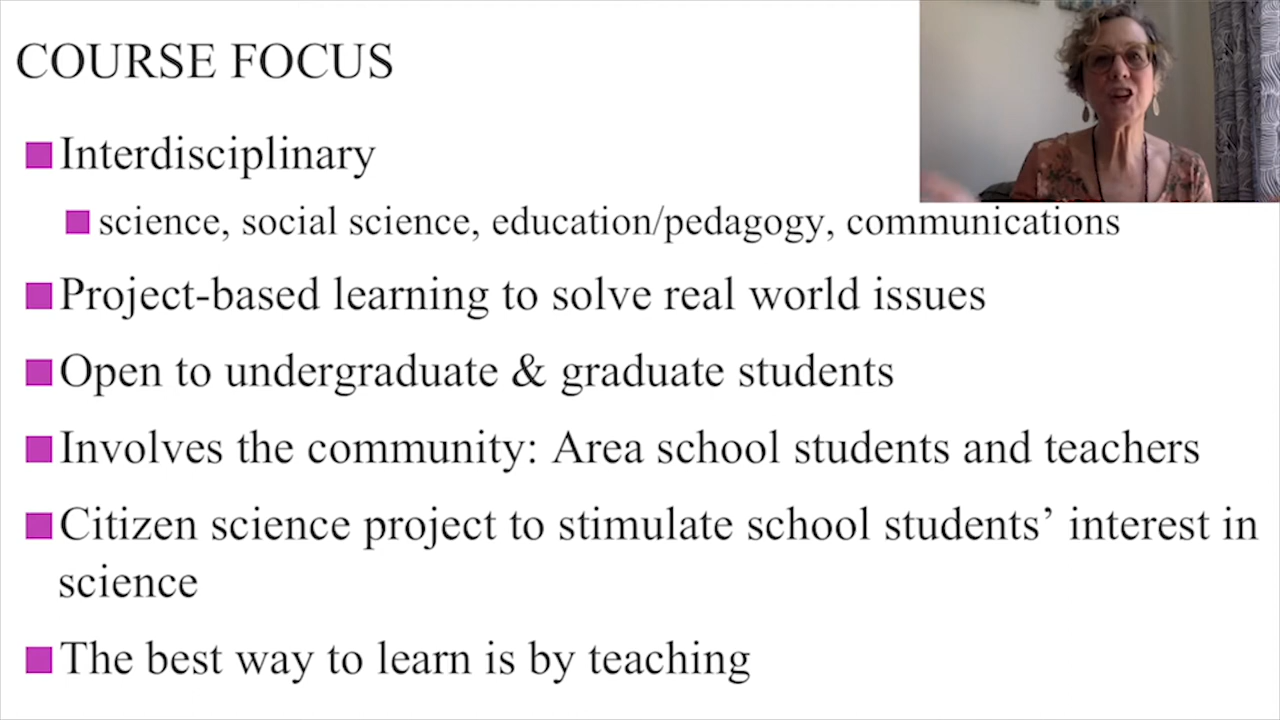 COURSE FOCUS
Interdisciplinary
science, social science, education/pedagogy, communications
Project-based learning to solve real world issues
Open to undergraduate & graduate students
Involves the community: Area school students and teachers
Citizen science project to stimulate school students’ interest in
science
The best way to learn is by teaching